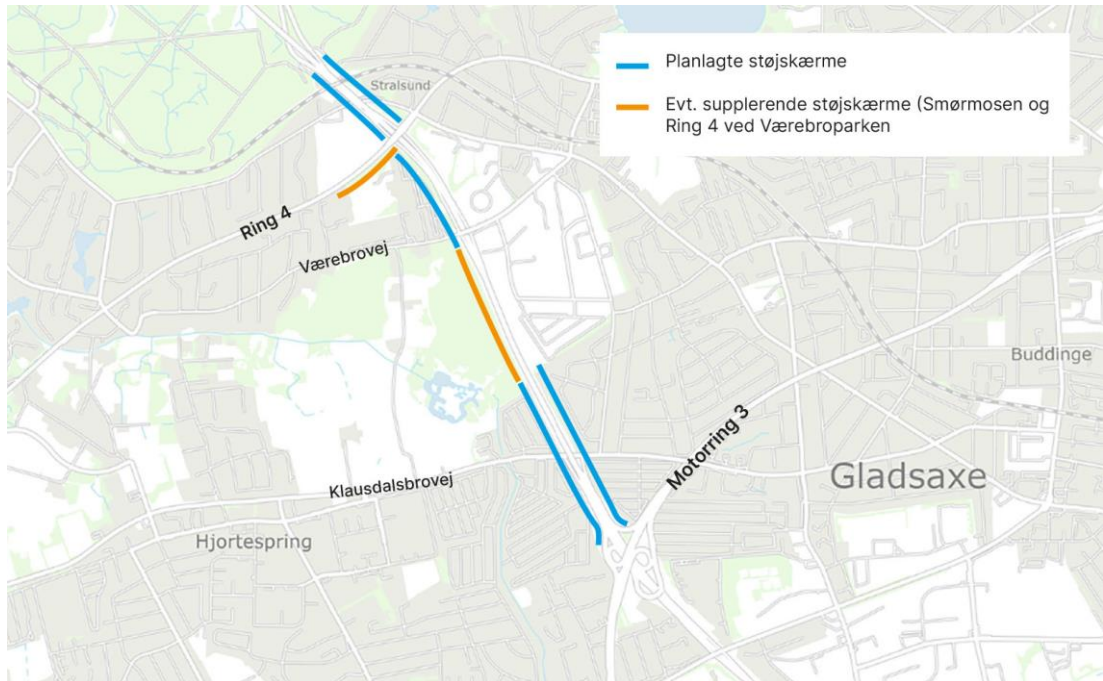 Planlagte støjskærme
Evt. supplerende støjskærme (Smørmosen og
Ring 4 ved Værebroparken
Stralsund
Ring 4
Værebrovej
Buddinge
Motorring 3
Gladsaxe
Klausdalsbrovej
Hjortespring